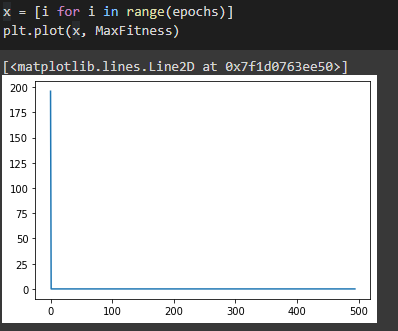 x = [i for i in range(epochs)]
plt.plot(x, MaxFitness)
[<matplotlib.lines.Line2D at 0x7f1d0763ee50>]
200
175
150
125
100
75
50
25
0
0 100 200 300 400 500